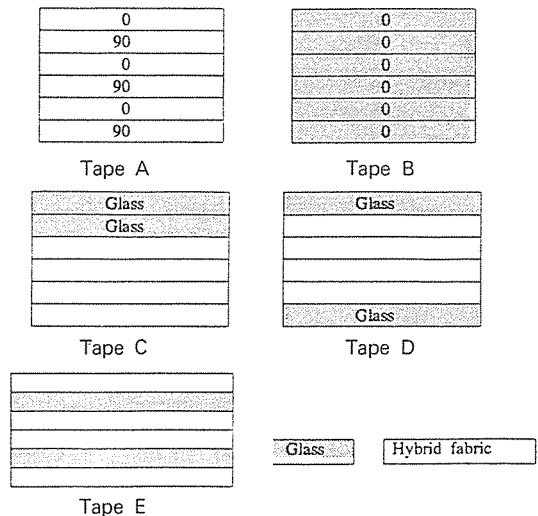 0 0
90 0
0 0
90 0
0 0
90 0
Tape A Tape B
Glass Glass
Glass
Glass
Tape C Tape D
Glass Hybrid fabric
Tape E